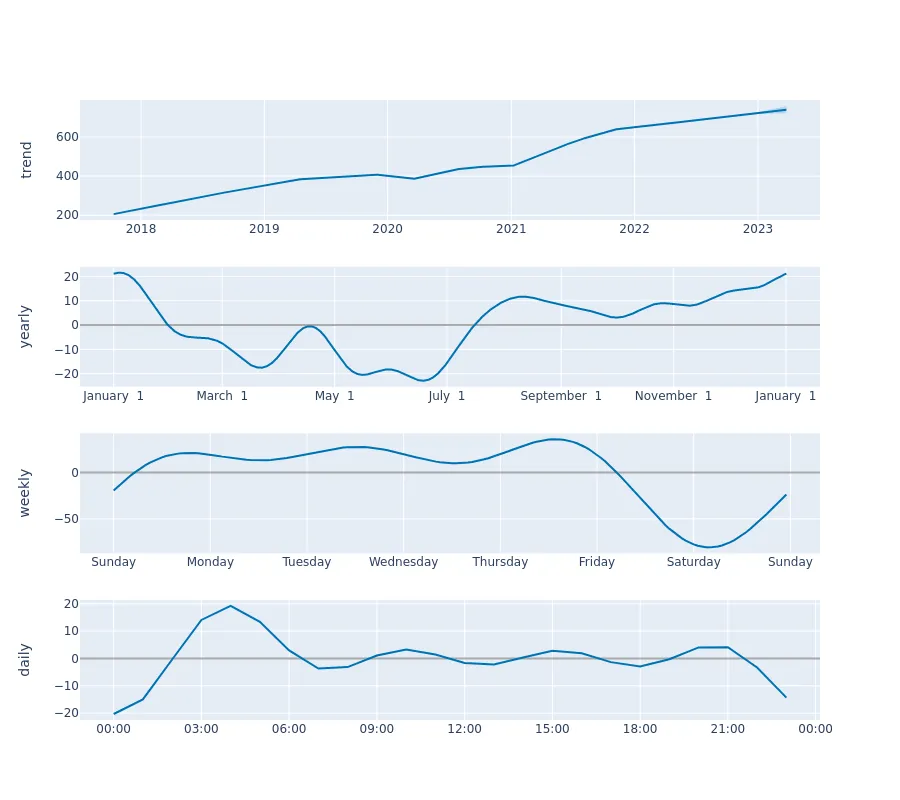 trend
600
400
200
2018 2019 2020 2021 2022 2023
yearly
20
10
0
−10
−20
January 1 March 1 May 1 July 1 September 1 November 1 January 1
weekly
0
−50
Sunday Monday Tuesday Wednesday Thursday Friday Saturday Sunday
daily
20
10
0
−10
−20
00:00 03:00 06:00 09:00 12:00 15:00 18:00 21:00 00:00